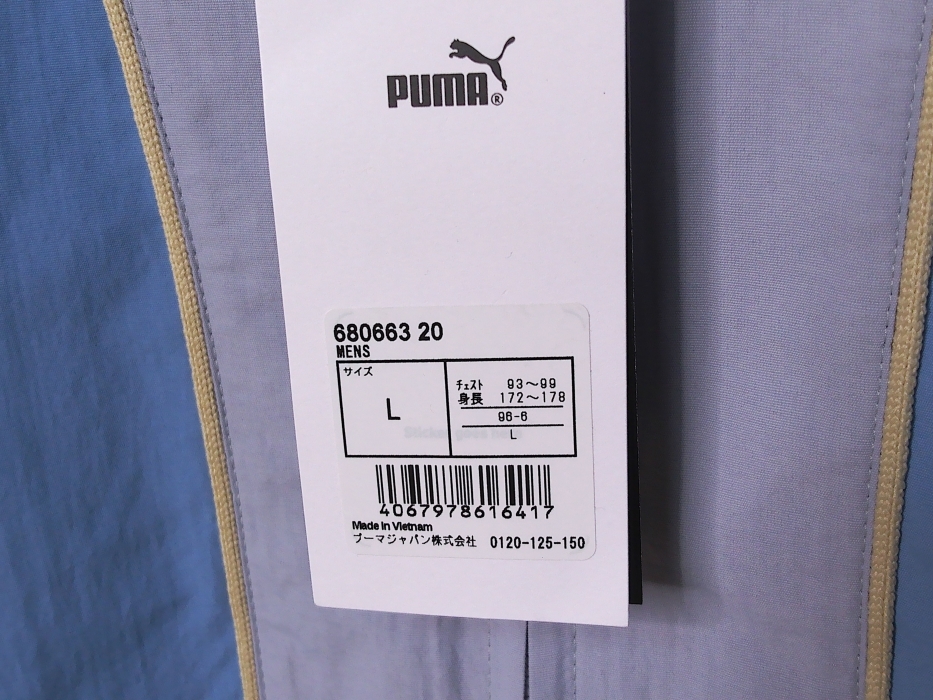 PUMA®
680663 20
MENS
サイズ
L
チェスト 93～99
身長 172～178
96-6
L
4067978616417
Made in Vietnam
プーマジャパン株式会社 0120-125-150